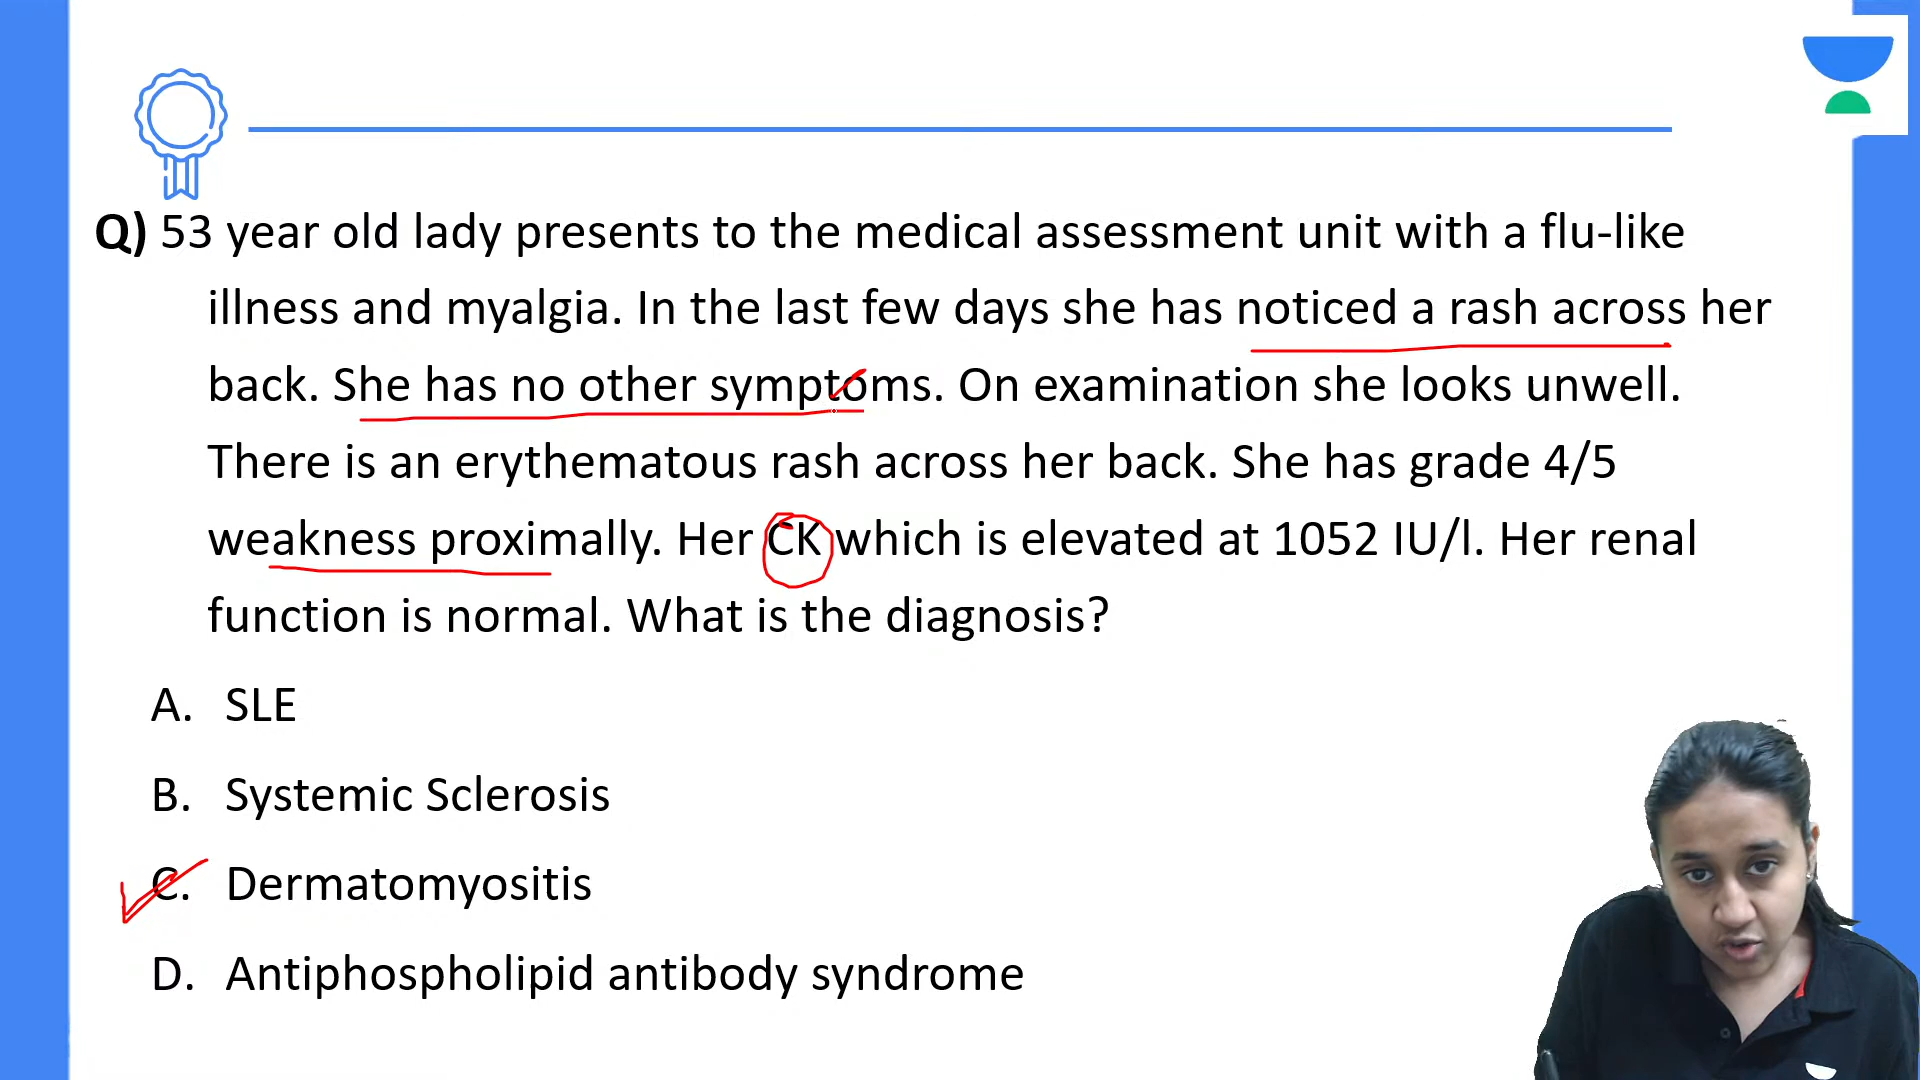 Q) 53 year old lady presents to the medical assessment unit with a flu-like
illness and myalgia. In the last few days she has noticed a rash across her
back. She has no other symptoms. On examination she looks unwell.
There is an erythematous rash across her back. She has grade 4/5
weakness proximally. Her CK which is elevated at 1052 IU/l. Her renal
function is normal. What is the diagnosis?
A. SLE
B. Systemic Sclerosis
C. Dermatomyositis
D. Antiphospholipid antibody syndrome